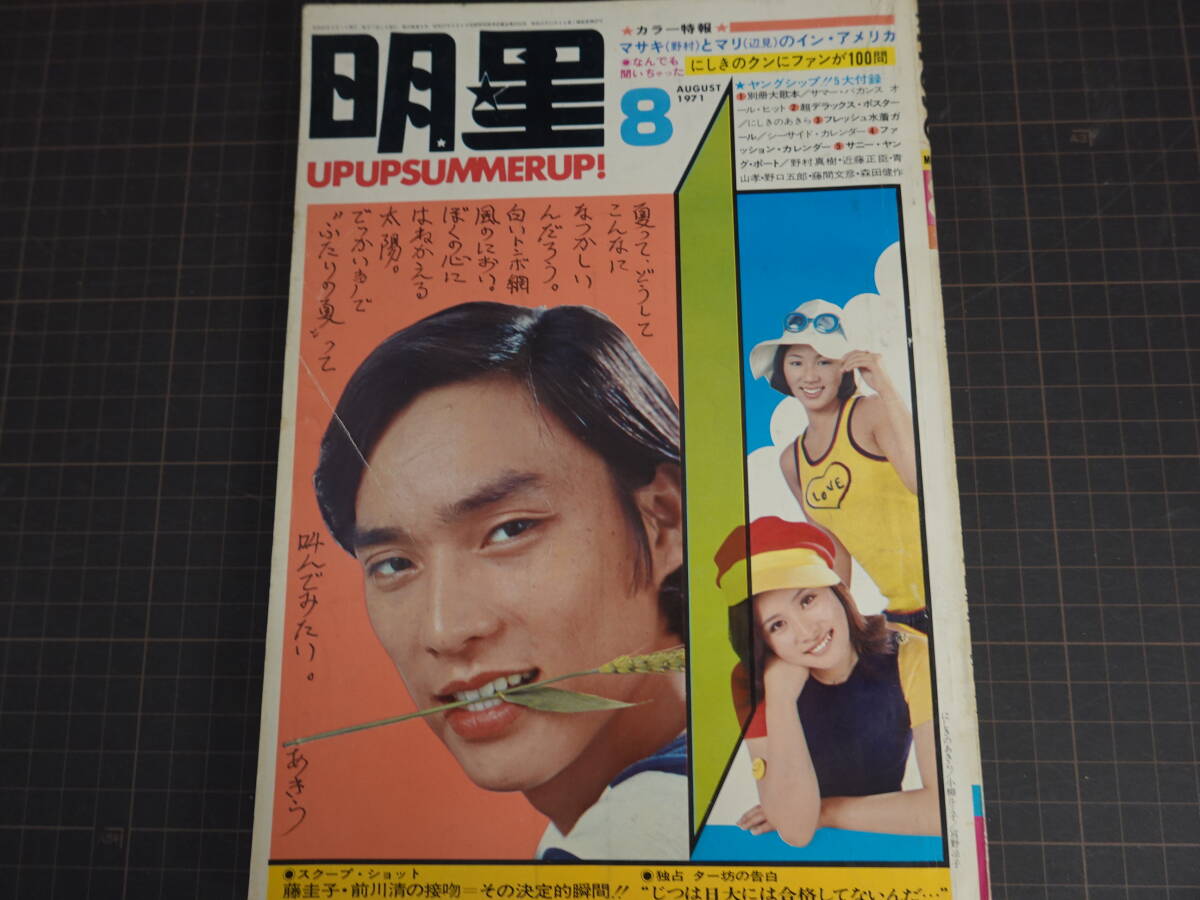 明星
UPUPSUMMERUP!
8
AUGUST
1971
★カラー特報★
マサキ(野村)とマリ(辺見)のイン・アメリカ
●なんでも
聞いちゃった
にしきのクンにファンが100問
★ヤングシップ!!5大付録
①別冊大歌本/サマー・バカンス オ
ール・ヒット②超デラックス・ポスター
/にしきのあきら③フレッシュ水着ガ
ール/シーサイド・カレンダー④ファ
ッション・カレンダー⑤サニー・ヤン
グ・ポート/野村真樹・近藤正臣・青
山孝・野口五郎・藤間文彦・森田健作
夏って、どうして
こんなに
なつかしい
んだろう。
白いトンボ網
風のにおい。
ぼくの心に
はねかえる
太陽。
でっかい声で
“ふたりの夏”って
叫んでみたい。
あきら
LOVE
●スクープ・ショット
藤圭子・前川清の接吻=その決定的瞬間!!
●独占 ター坊の告白
“じつは日大には合格してないんだ…”